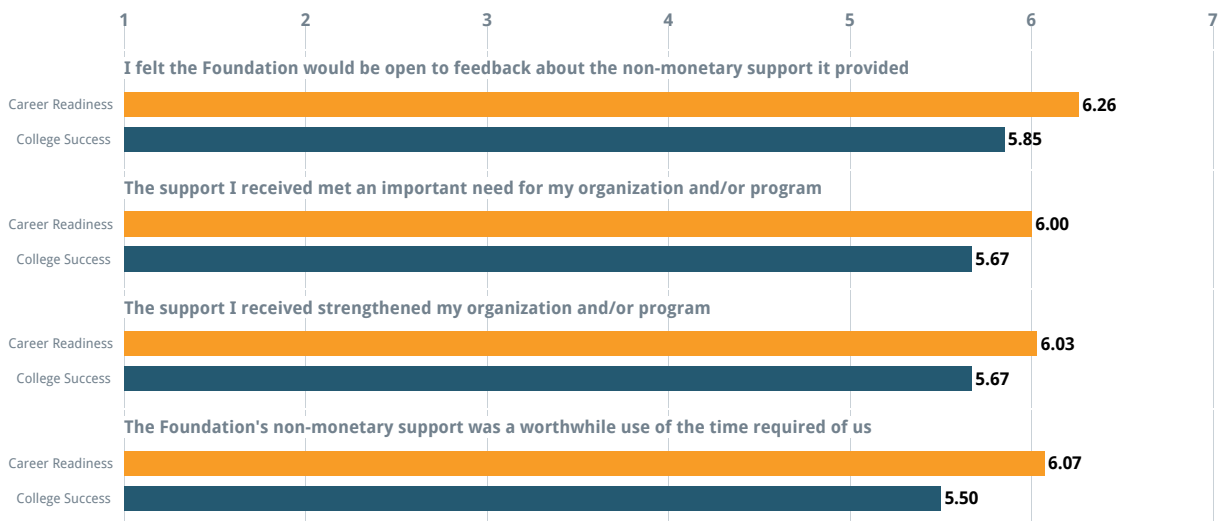 1 2 3 4 5 6 7
I felt the Foundation would be open to feedback about the non-monetary support it provided
Career Readiness 6.26
College Success 5.85
The support I received met an important need for my organization and/or program
Career Readiness 6.00
College Success 5.67
The support I received strengthened my organization and/or program
Career Readiness 6.03
College Success 5.67
The Foundation's non-monetary support was a worthwhile use of the time required of us
Career Readiness 6.07
College Success 5.50